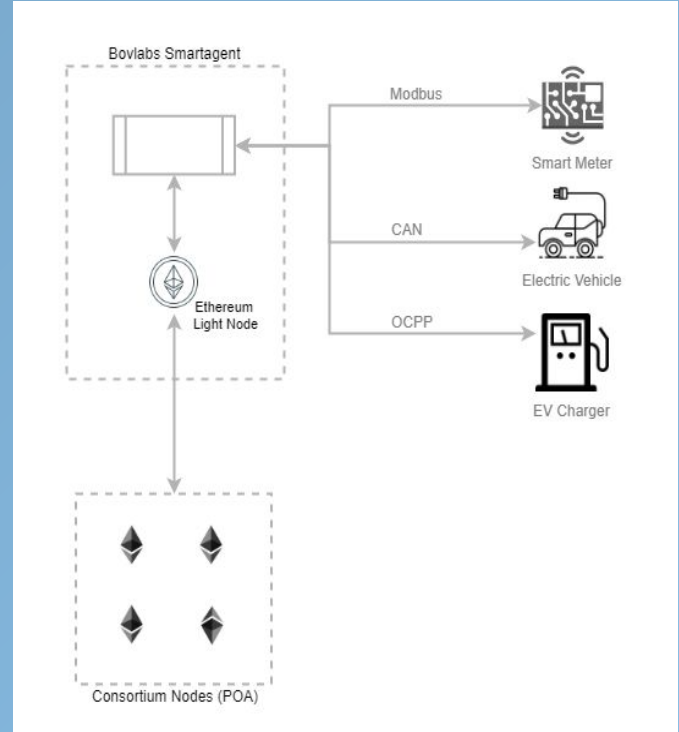 Bovlabs Smartagent
Modbus
Smart Meter
CAN
Electric Vehicle
Ethereum
Light Node
OCPP
EV Charger
Consortium Nodes (POA)